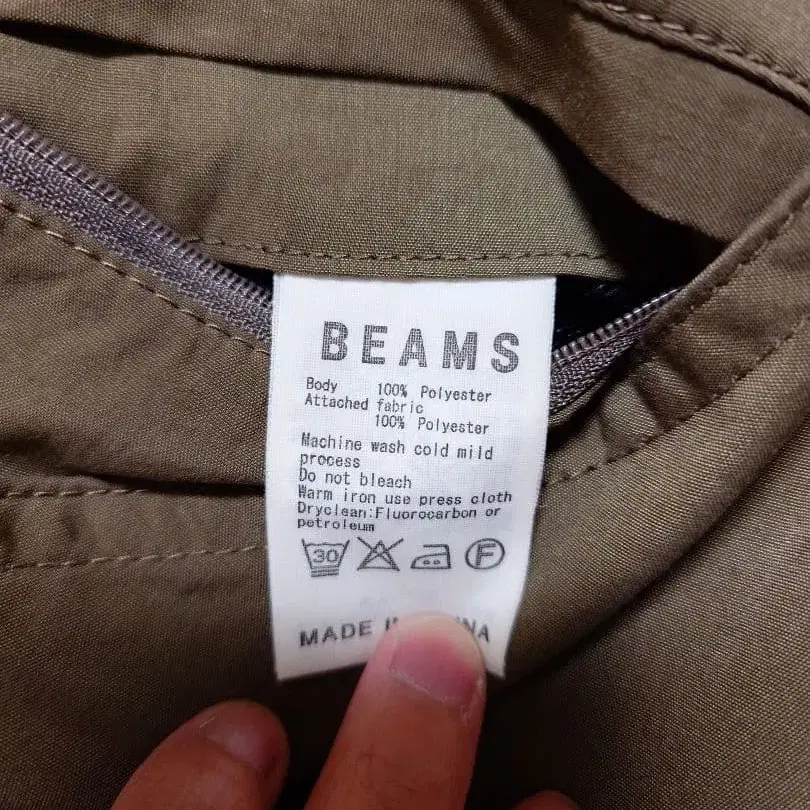 BEAMS
Body 100% Polyester
Attached fabric
100% Polyester
Machine wash cold mild
process
Do not bleach
Warm iron use press cloth
Dryclean:Fluorocarbon or
petroleum
30 F
MADE